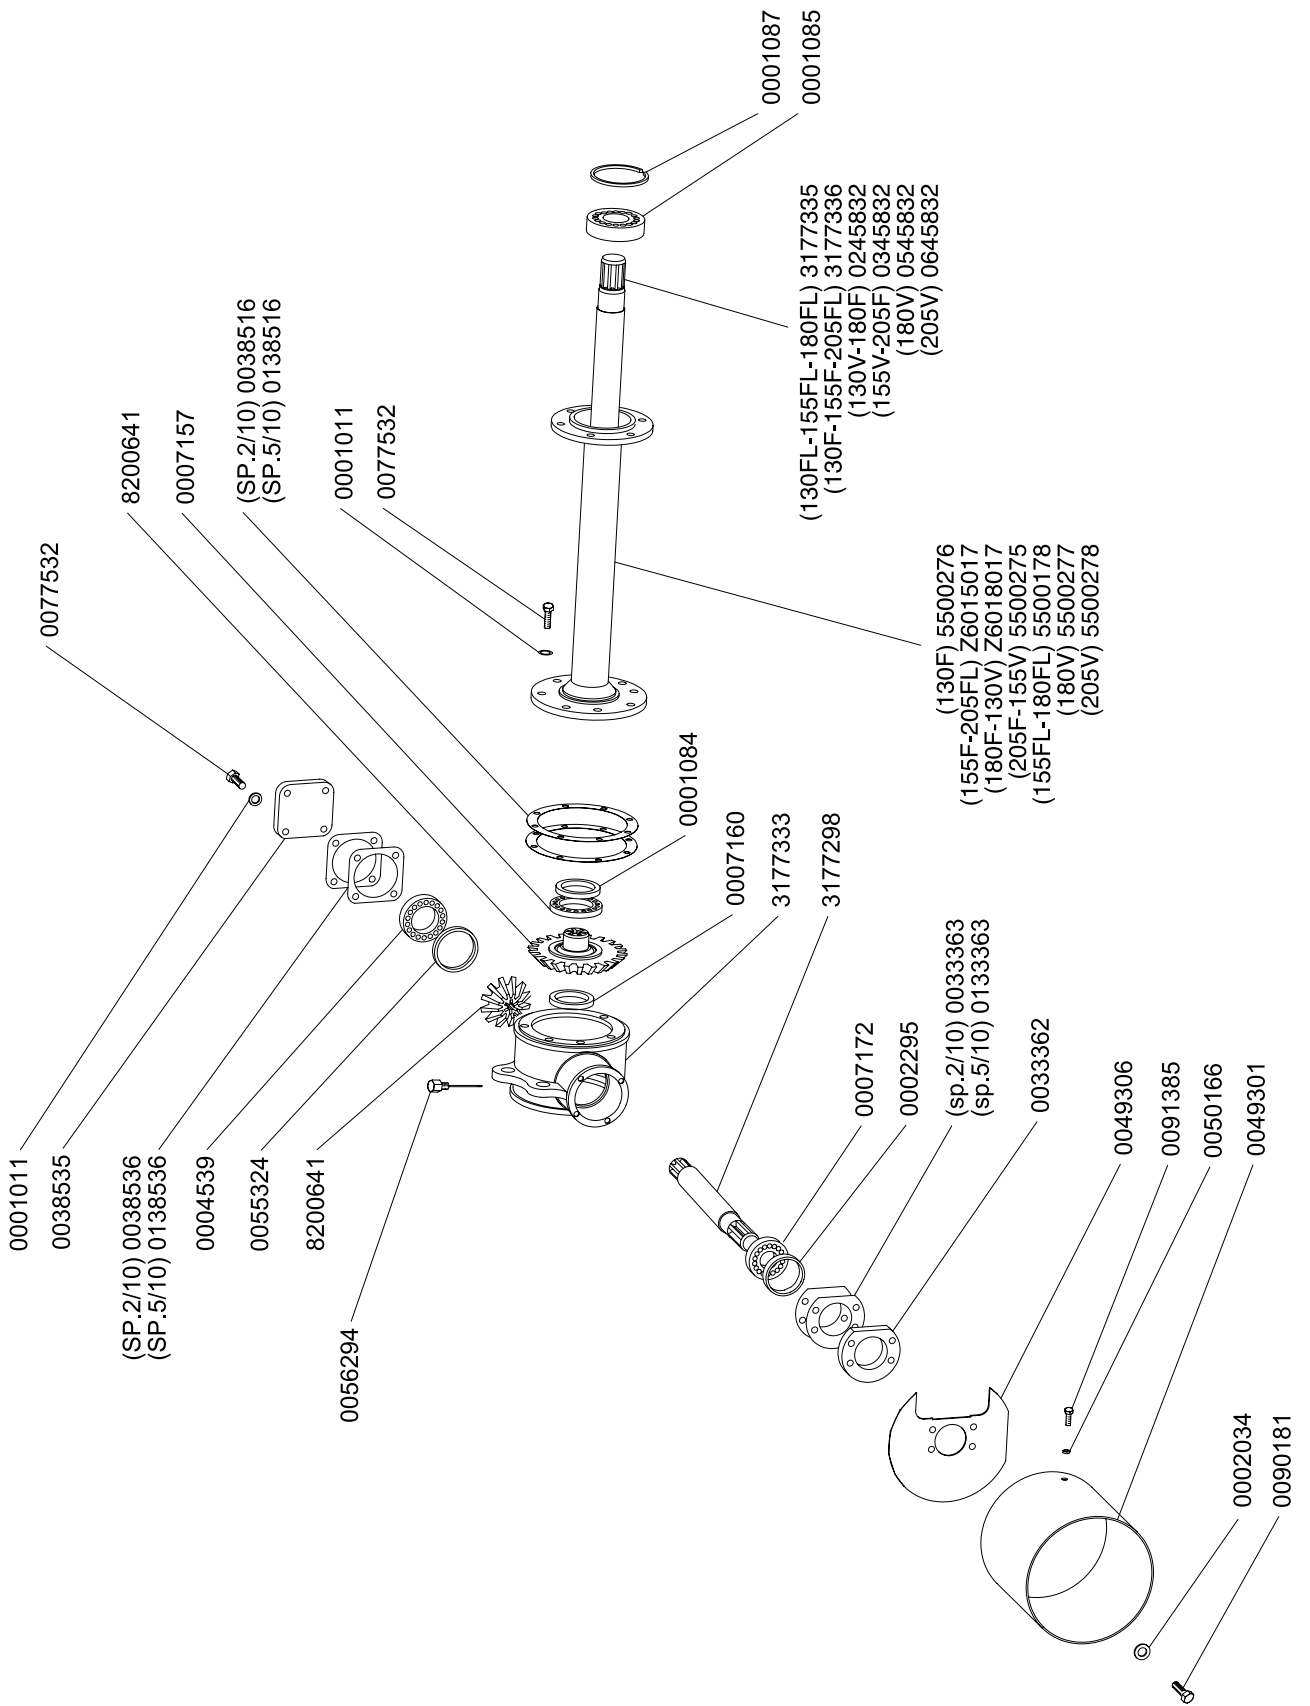 0001087
0001085
(130FL-155FL-180FL) 3177335
(130F-155F-205FL) 3177336
(130V-180F) 0245832
(155V-205F) 0345832
(180V) 0545832
(205V) 0645832
(SP.2/10) 0038516
(SP.5/10) 0138516
8200641
0007157
0001011
0077532
0077532
(130F) 5500276
(155F-205FL) Z6015017
(180F-130V) Z6018017
(205F-155V) 5500275
(155FL-180FL) 5500178
(180V) 5500277
(205V) 5500278
0001084
0007160
3177333
3177298
0001011
0038535
(SP.2/10) 0038536
(SP.5/10) 0138536
0004539
0055324
8200641
0056294
0007172
0002295
(sp.2/10) 0033363
(sp.5/10) 0133363
0033362
0049306
0091385
0050166
0049301
0002034
0090181